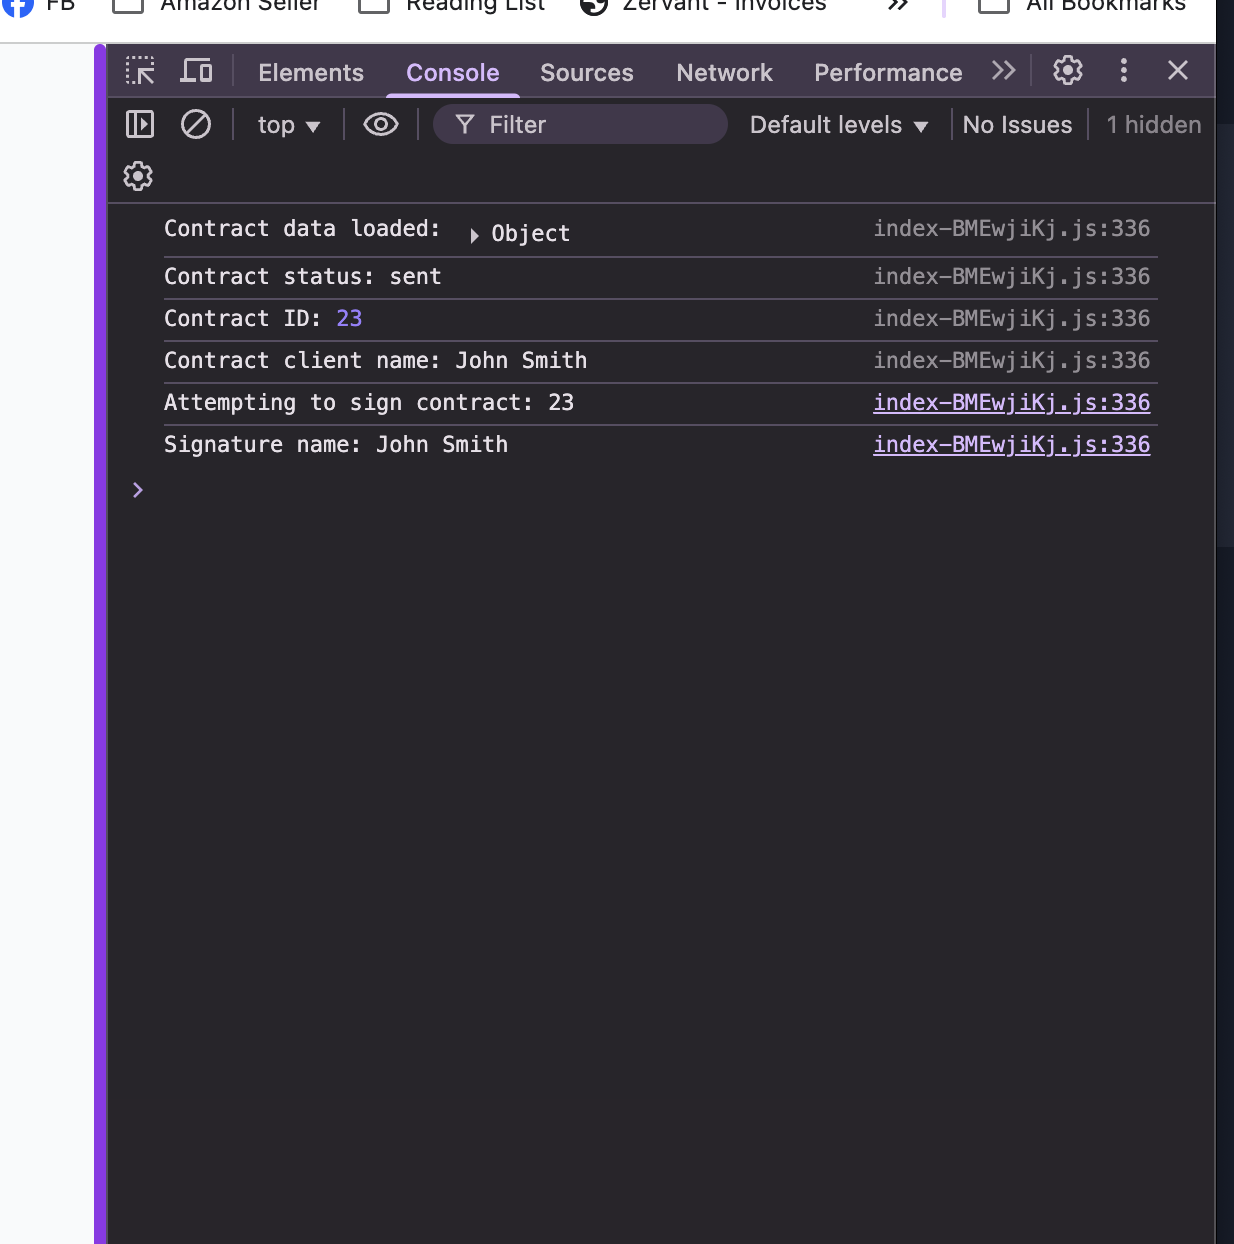 FB Amazon Seller Reading List Zervant - Invoices » All Bookmarks
Elements Console Sources Network Performance
top Filter Default levels No Issues 1 hidden
Contract data loaded: Object index-BMEwjiKj.js:336
Contract status: sent index-BMEwjiKj.js:336
Contract ID: 23 index-BMEwjiKj.js:336
Contract client name: John Smith index-BMEwjiKj.js:336
Attempting to sign contract: 23 index-BMEwjiKj.js:336
Signature name: John Smith index-BMEwjiKj.js:336